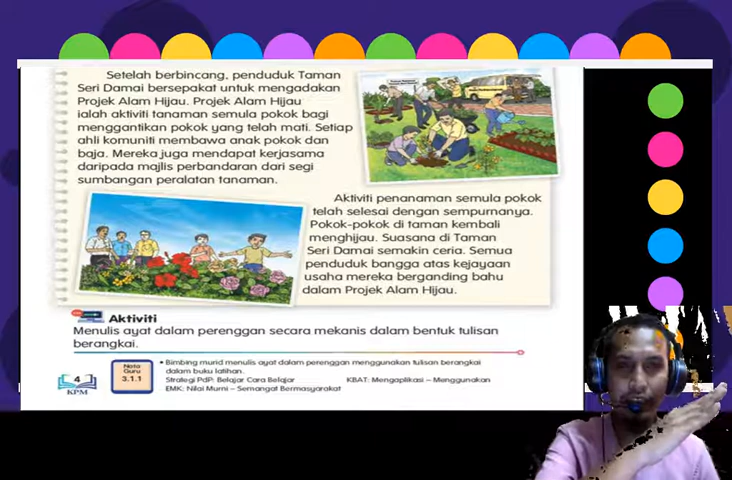 Setelah berbincang, penduduk Taman
Seri Damai bersepakat untuk mengadakan
Projek Alam Hijau. Projek Alam Hijau
ialah aktiviti tanaman semula pokok bagi
menggantikan pokok yang telah mati. Setiap
ahli komuniti membawa anak pokok dan
baja. Mereka juga mendapat kerjasama
daripada majlis perbandaran dari segi
sumbangan peralatan tanaman.
Aktiviti penanaman semula pokok
telah selesai dengan sempurnanya.
Pokok-pokok di taman kembali
menghijau. Suasana di Taman
Seri Damai semakin ceria. Semua
penduduk bangga atas kejayaan
usaha mereka berganding bahu
dalam Projek Alam Hijau.
Aktiviti
Menulis ayat dalam perenggan secara mekanis dalam bentuk tulisan
berangkai.
Nota
Guru
3.1.1
• Bimbing murid menulis ayat dalam perenggan menggunakan tulisan berangkai
dalam buku latihan.
Strategi PdP: Belajar Cara Belajar KBAT: Mengaplikasi – Menggunakan
EMK: Nilai Murni – Semangat Bermasyarakat
4
KPM